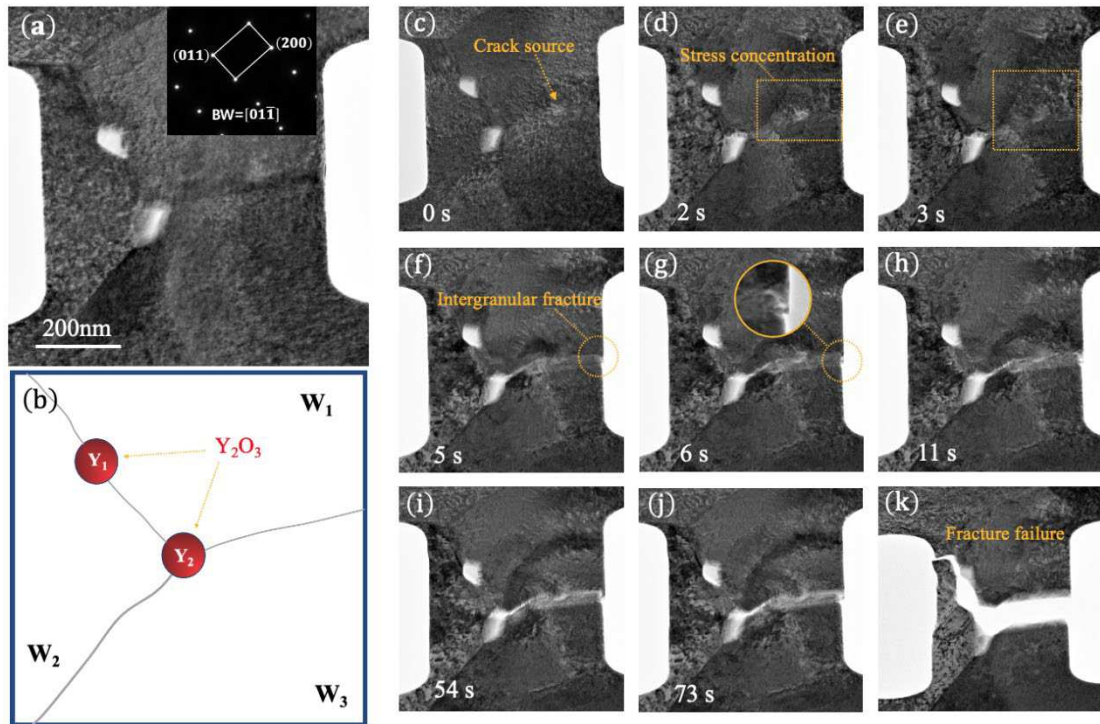 (a)
(011)
(200)
BW=[011̄]
200nm
(b)
W₁
Y₁
Y₂O₃
Y₂
W₂
W₃
(c)
Crack source
0 s
(d)
Stress concentration
2 s
(e)
3 s
(f)
Intergranular fracture
5 s
(g)
6 s
(h)
11 s
(i)
54 s
(j)
73 s
(k)
Fracture failure